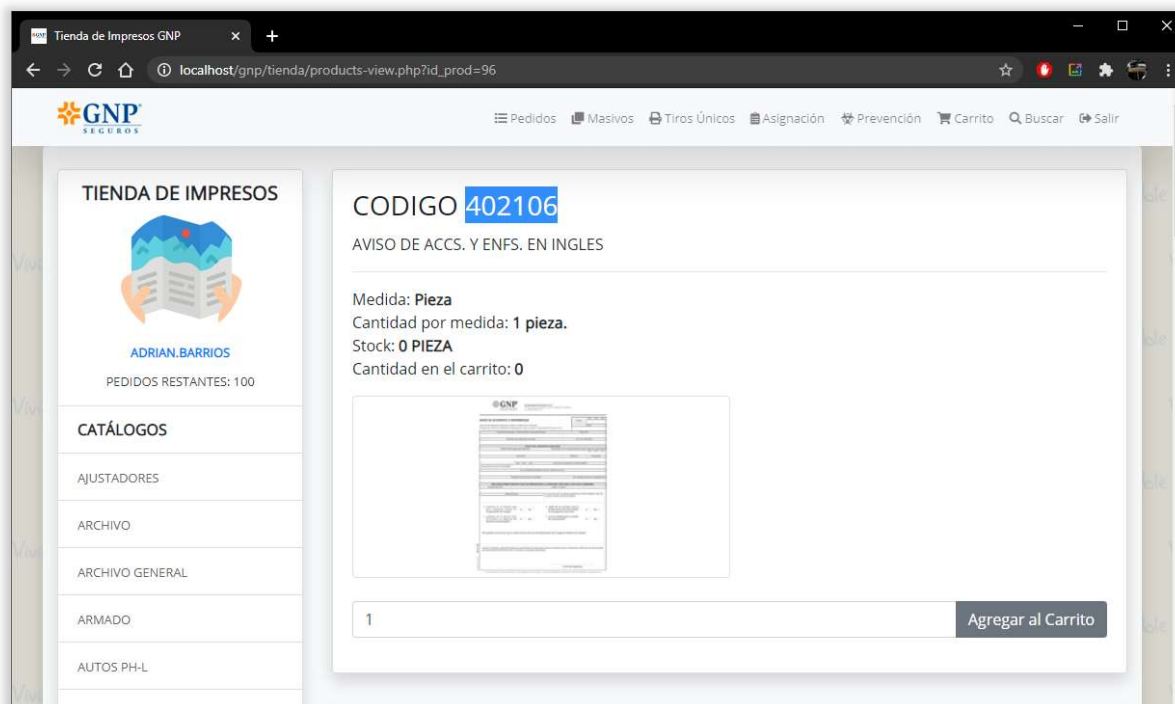 Tienda de Impresos GNP
localhost/gnp/tienda/products-view.php?id_prod=96
GNP
SEGUROS
Pedidos Masivos Tiros Únicos Asignación Prevención Carrito Buscar Salir
TIENDA DE IMPRESOS
ADRIAN.BARRIOS
PEDIDOS RESTANTES: 100
CATÁLOGOS
AJUSTADORES
ARCHIVO
ARCHIVO GENERAL
ARMADO
AUTOS PH-L
CODIGO 402106
AVISO DE ACCS. Y ENFS. EN INGLES
Medida: Pieza
Cantidad por medida: 1 pieza.
Stock: 0 PIEZA
Cantidad en el carrito: 0
GNP
1
Agregar al Carrito